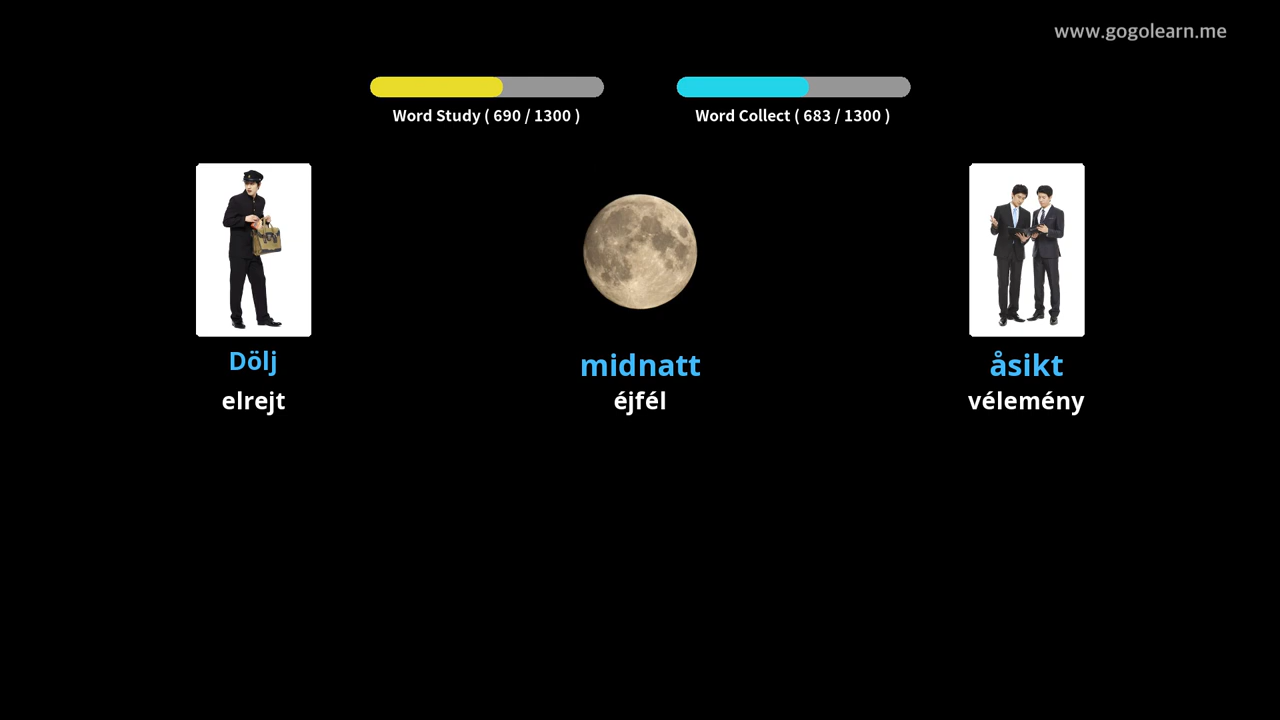 www.gogolearn.me
Word Study ( 690 / 1300 )
Word Collect ( 683 / 1300 )
Dölj
elrejt
midnatt
éjfél
åsikt
vélemény